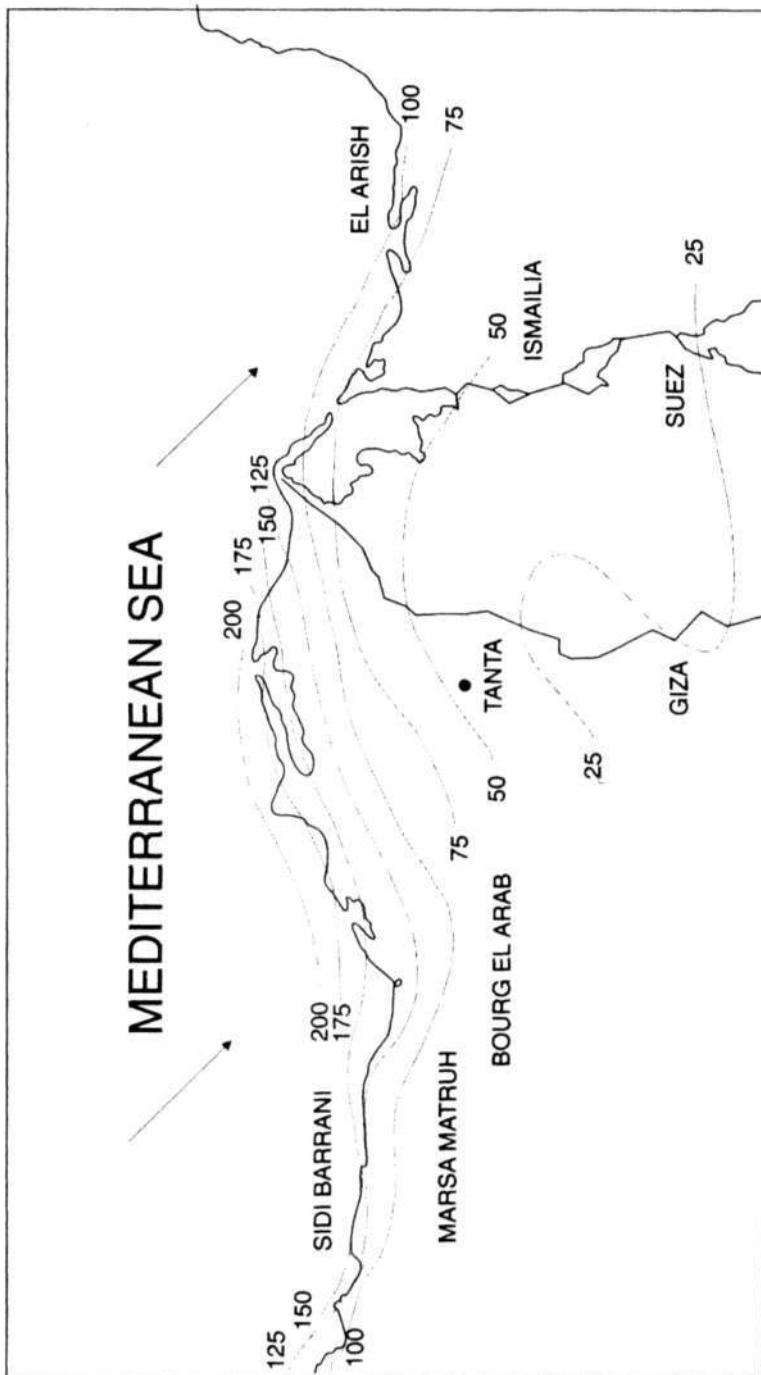 MEDITERRANEAN SEA
125
150
100
SIDI BARRANI
MARSA MATRUH
200
175
BOURG EL ARAB
75
50
25
200
175
150
125
TANTA
GIZA
EL ARISH
100
75
50
ISMAILIA
SUEZ
25